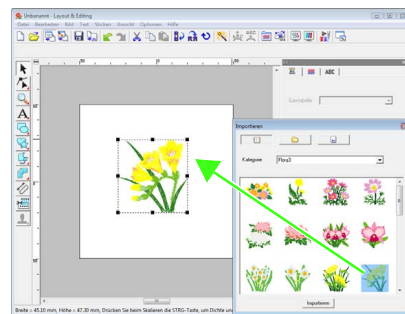 Unbenannt - Layout & Editing
Datei Bearbeiten Bild Text Sticken Ansicht Optionen Hilfe
ABC
Garntabelle
Importieren
Kategorie Flora3
Importieren
Breite = 45.10 mm, Höhe = 47.30 mm, Drücken Sie beim Skalieren die STRG-Taste, um Dichte und